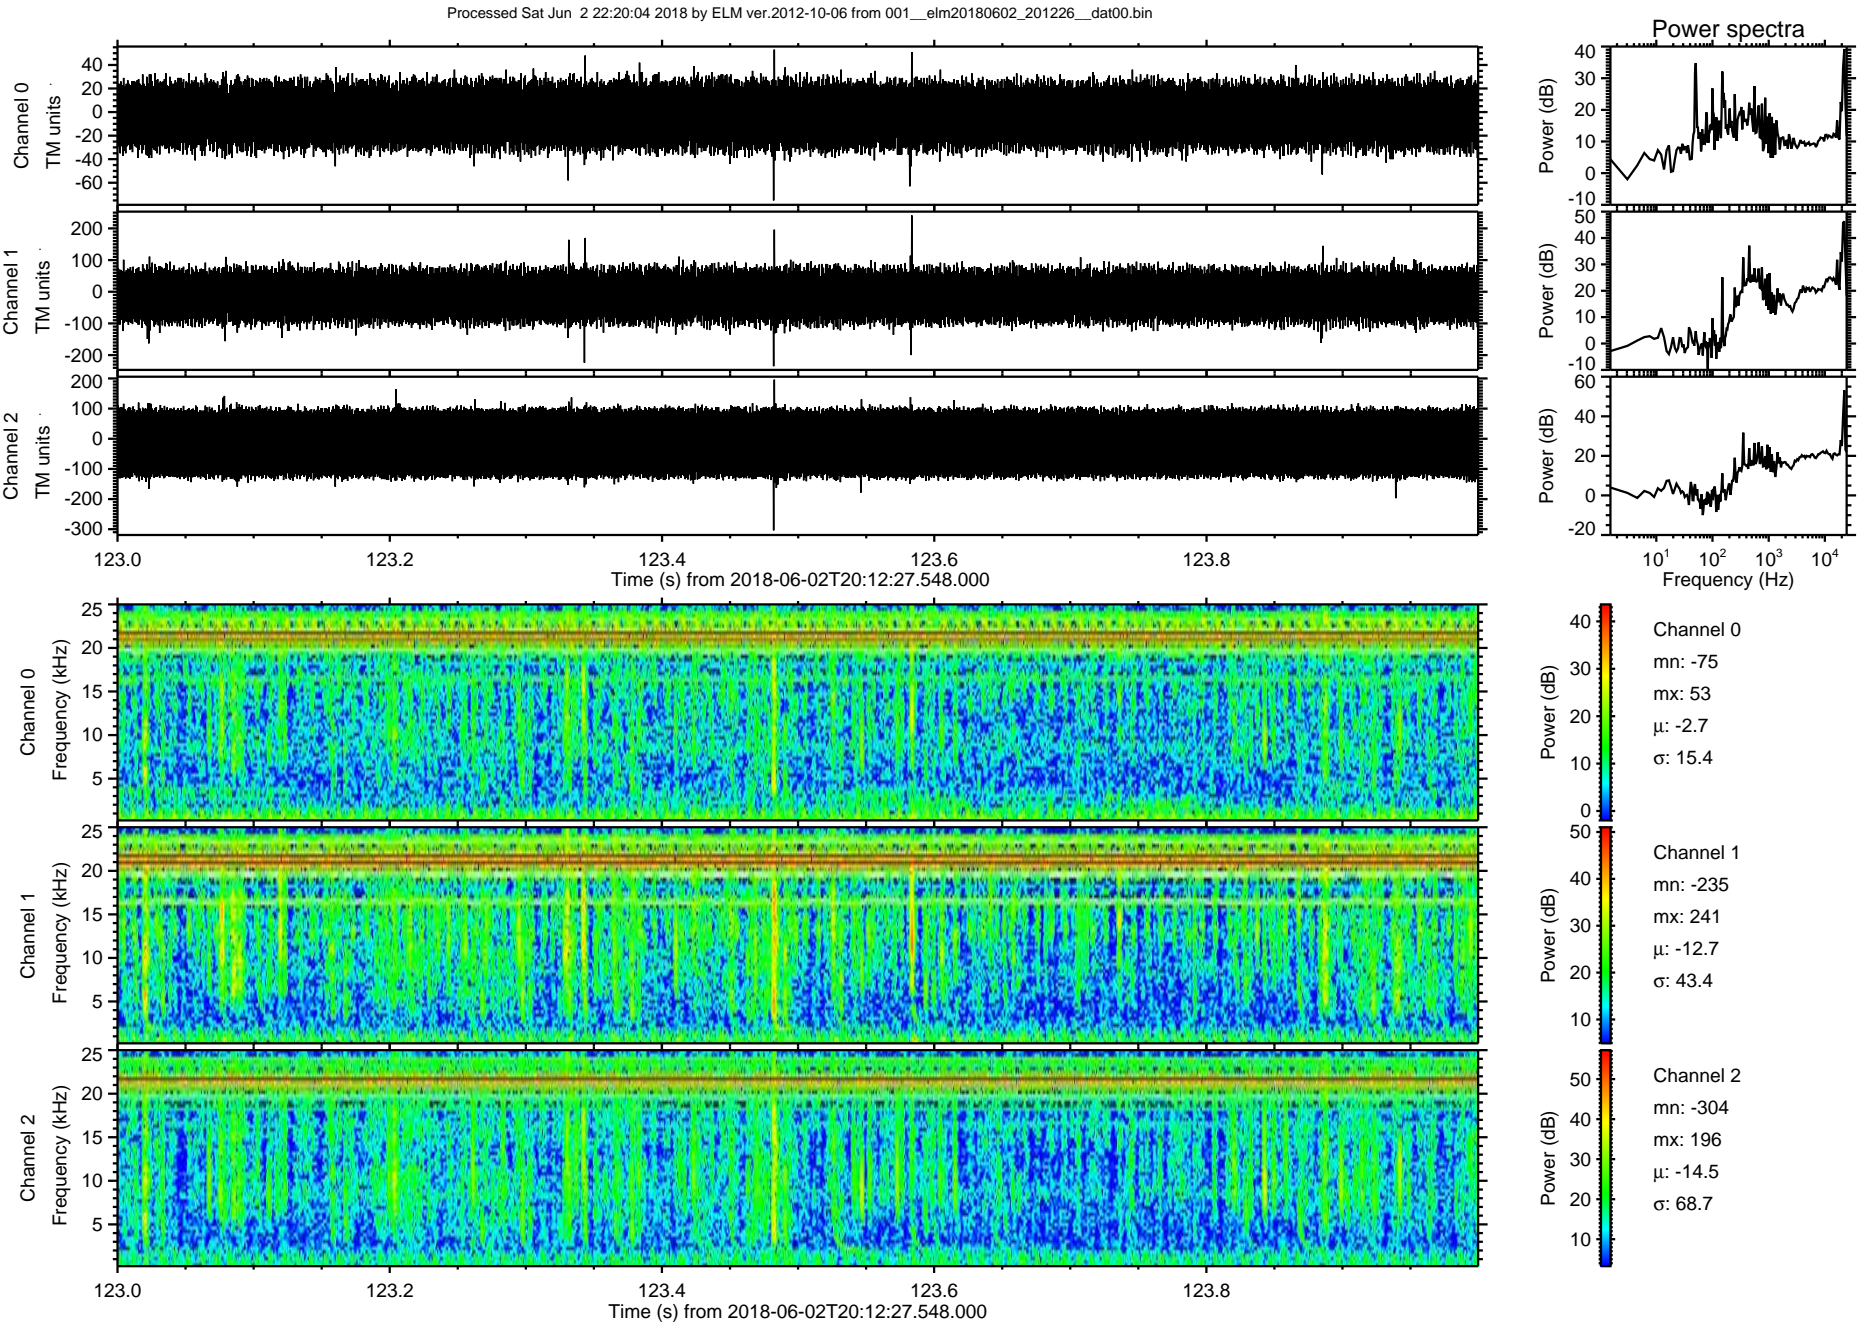 Processed Sat Jun 2 22:20:04 2018 by ELM ver.2012-10-06 from 001__elm20180602_201226__dat00.bin
Power spectra
Channel 0
TM units
40
20
0
-20
-40
-60
Power (dB)
40
30
20
10
0
-10
Channel 1
TM units
200
100
0
-100
-200
Power (dB)
50
40
30
20
10
0
-10
Channel 2
TM units
200
100
0
-100
-200
-300
Power (dB)
60
40
20
0
-20
123.0 123.2 123.4 123.6 123.8
Time (s) from 2018-06-02T20:12:27.548.000
10¹ 10² 10³ 10⁴
Frequency (Hz)
Channel 0
Frequency (kHz)
25
20
15
10
5
Power (dB)
40
30
20
10
0
Channel 0
mn: -75
mx: 53
μ: -2.7
σ: 15.4
Channel 1
Frequency (kHz)
25
20
15
10
5
Power (dB)
50
40
30
20
10
Channel 1
mn: -235
mx: 241
μ: -12.7
σ: 43.4
Channel 2
Frequency (kHz)
25
20
15
10
5
Power (dB)
50
40
30
20
10
Channel 2
mn: -304
mx: 196
μ: -14.5
σ: 68.7
123.0 123.2 123.4 123.6 123.8
Time (s) from 2018-06-02T20:12:27.548.000